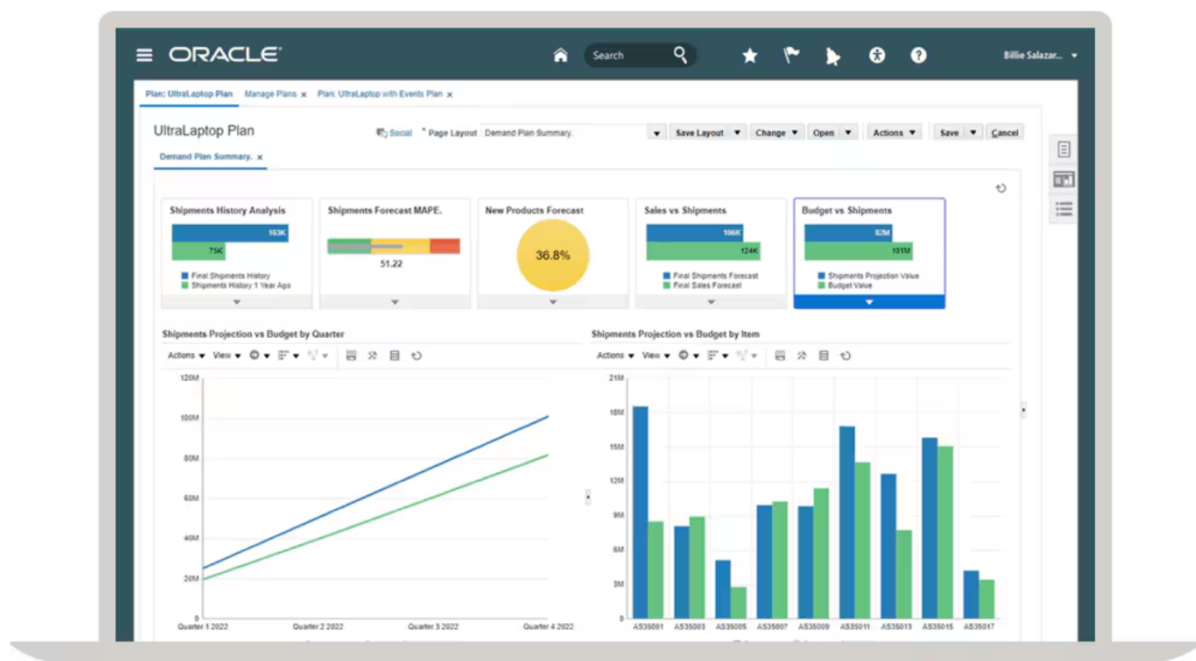 ORACLE
Search
Billie Salazar...
Plan: UltraLaptop Plan Manage Plans x Plan: UltraLaptop with Events Plan x
UltraLaptop Plan
Social * Page Layout Demand Plan Summary. Save Layout Change Open Actions Save Cancel
Demand Plan Summary. x
Shipments History Analysis
163K
75K
Final Shipments History
Shipments History 1 Year Ago
Shipments Forecast MAPE.
51.22
New Products Forecast
36.8%
Sales vs Shipments
106K
124K
Final Shipments Forecast
Final Sales Forecast
Budget vs Shipments
82M
101M
Shipments Projection Value
Budget Value
Shipments Projection vs Budget by Quarter
Actions View
120M
100M
80M
60M
40M
20M
0
Quarter 1 2022 Quarter 2 2022 Quarter 3 2022 Quarter 4 2022
Shipments Projection vs Budget by Item
Actions View
21M
18M
15M
12M
9M
6M
3M
0
AS35001 AS35003 AS35005 AS35007 AS35009 AS35011 AS35013 AS35015 AS35017